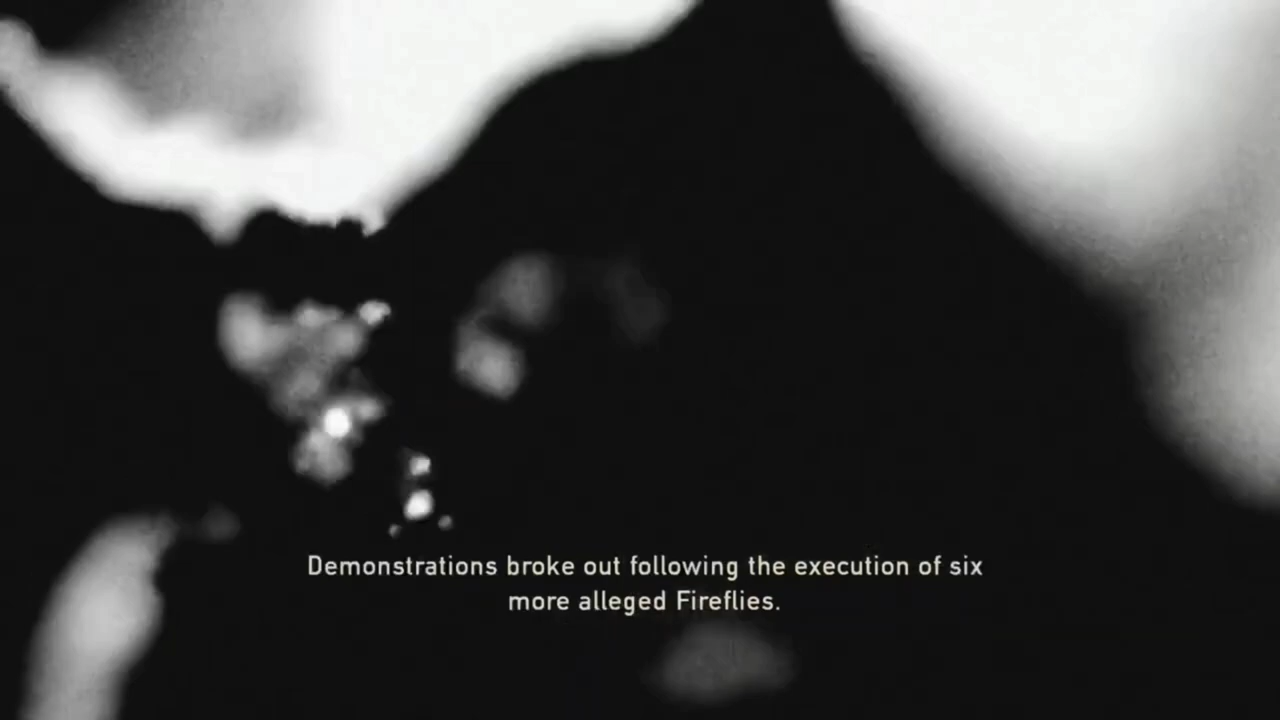 Demonstrations broke out following the execution of six
more alleged Fireflies.